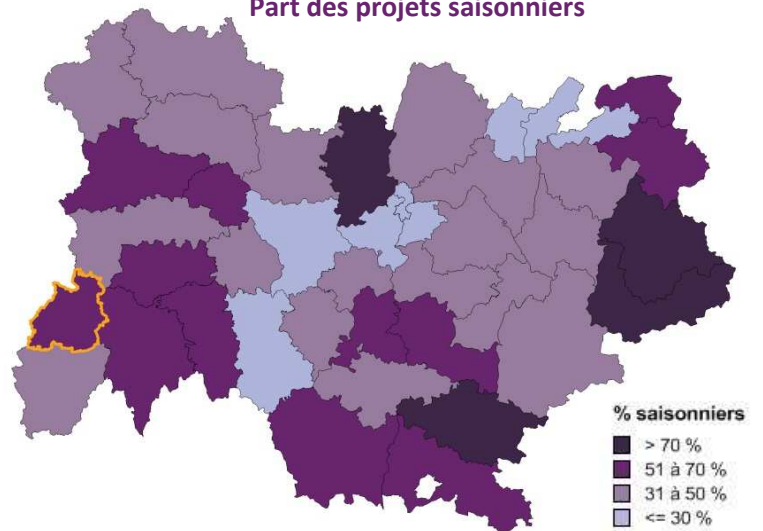 Part des projets saisonniers
% saisonniers
> 70 %
51 à 70 %
31 à 50 %
<= 30 %